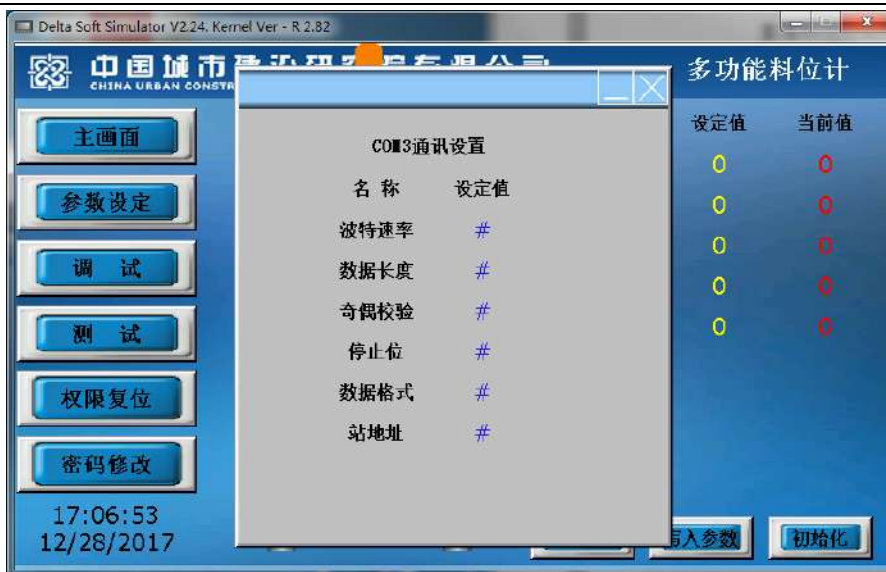 Delta Soft Simulator V2.24. Kernel Ver - R 2.82
中国城市
CHINA URBAN CONSTR
多功能料位计
主画面
参数设定
调 试
测 试
权限复位
密码修改
17:06:53
12/28/2017
COM3通讯设置
名 称 设定值
波特速率 #
数据长度 #
奇偶校验 #
停止位 #
数据格式 #
站地址 #
设定值 当前值
0 0
0 0
0 0
0 0
0 0
写入参数
初始化